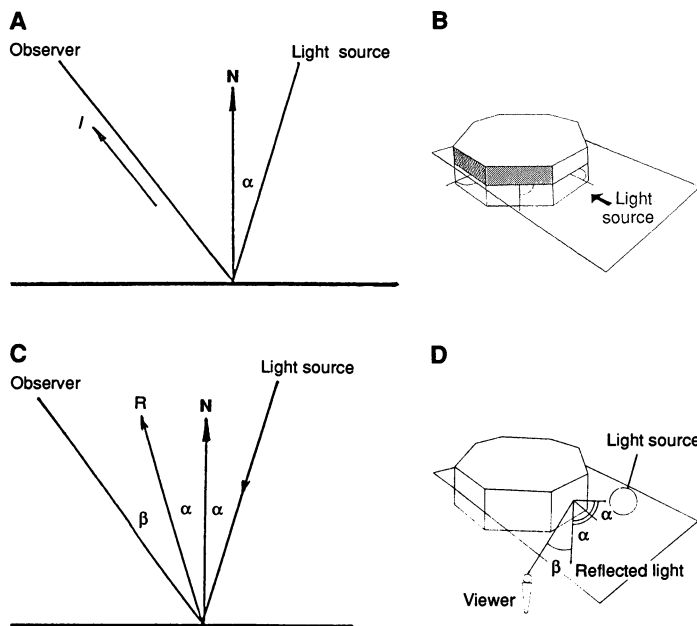 A
Observer
Light source
N
I
α
B
Light
source
C
Observer
Light source
R
N
β
α
α
D
Light source
α
α
β
Reflected light
Viewer